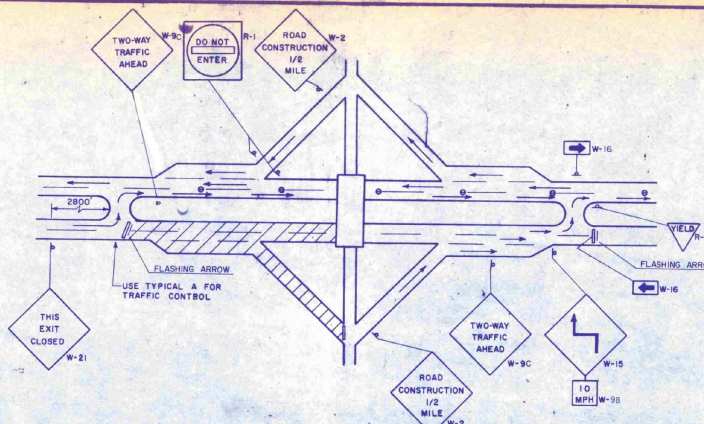 TWO-WAY
TRAFFIC
AHEAD
W-9C
DO NOT
ENTER
R-1
ROAD
CONSTRUCTION
1/2
MILE
W-2
W-16
2800'
YIELD
FLASHING ARROW
USE TYPICAL A FOR
TRAFFIC CONTROL
FLASHING
W-16
THIS
EXIT
CLOSED
W-21
TWO-WAY
TRAFFIC
AHEAD
W-9C
W-15
10
MPH
W-9B
ROAD
CONSTRUCTION
1/2
MILE
W-2